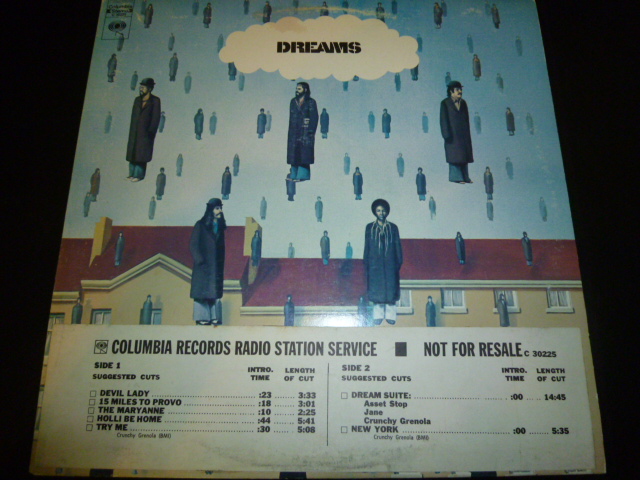 DREAMS
COLUMBIA RECORDS RADIO STATION SERVICE ■ NOT FOR RESALE C 30225
SIDE 1
SUGGESTED CUTS INTRO. TIME LENGTH OF CUT
DEVIL LADY :23 3:33
15 MILES TO PROVO :18 3:01
THE MARYANNE :10 2:25
HOLLI BE HOME :44 5:41
TRY ME :30 5:08
Crunchy Grenola (BMI)
SIDE 2
SUGGESTED CUTS INTRO. TIME LENGTH OF CUT
DREAM SUITE: :00 14:45
Asset Stop
Jane
Crunchy Grenola
NEW YORK :00 5:35
Crunchy Grenola (BMI)